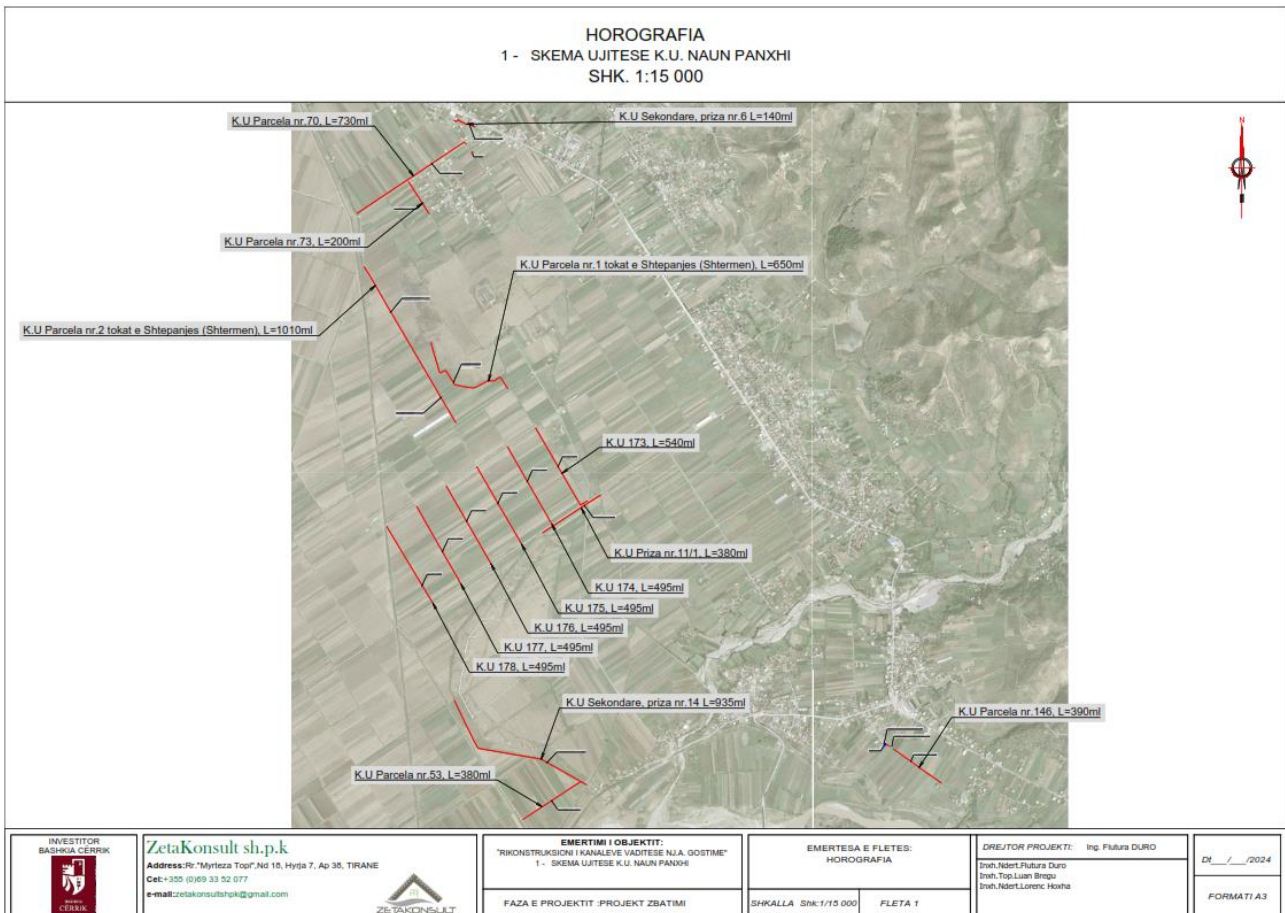 HOROGRAFIA
1 - SKEMA UJITESE K.U. NAUN PANXHI
SHK. 1:15 000
K.U Parcela nr.70, L=730ml
K.U Sekondare, priza nr.6 L=140ml
N
K.U Parcela nr.73, L=200ml
K.U Parcela nr.1 tokat e Shtepanjes (Shtermen), L=650ml
K.U Parcela nr.2 tokat e Shtepanjes (Shtermen), L=1010ml
K.U 173, L=540ml
K.U Priza nr.11/1, L=380ml
K.U 174, L=495ml
K.U 175, L=495ml
K.U 176, L=495ml
K.U 177, L=495ml
K.U 178, L=495ml
K.U Sekondare, priza nr.14 L=935ml
K.U Parcela nr.146, L=390ml
K.U Parcela nr.53, L=380ml
INVESTITOR
BASHKIA CËRRIK
BASHKIA
CËRRIK
ZetaKonsult sh.p.k
Address:Rr."Myrteza Topi",Nd 18, Hyrja 7, Ap 38, TIRANE
Cel:+355 (0)69 33 52 077
e-mail:zetakonsultshpk@gmail.com
ZETAKONSULT
EMERTIMI I OBJEKTIT:
"RIKONSTRUKSIONI I KANALEVE VADITESE NJ.A. GOSTIME"
1 - SKEMA UJITESE K.U. NAUN PANXHI
FAZA E PROJEKTIT :PROJEKT ZBATIMI
EMERTESA E FLETES:
HOROGRAFIA
SHKALLA Shk:1/15 000
FLETA 1
DREJTOR PROJEKTI: Ing. Flutura DURO
Inxh.Ndert.Flutura Duro
Inxh.Top.Luan Bregu
Inxh.Ndert.Lorenc Hoxha
Dt___/___/2024
FORMATI A3